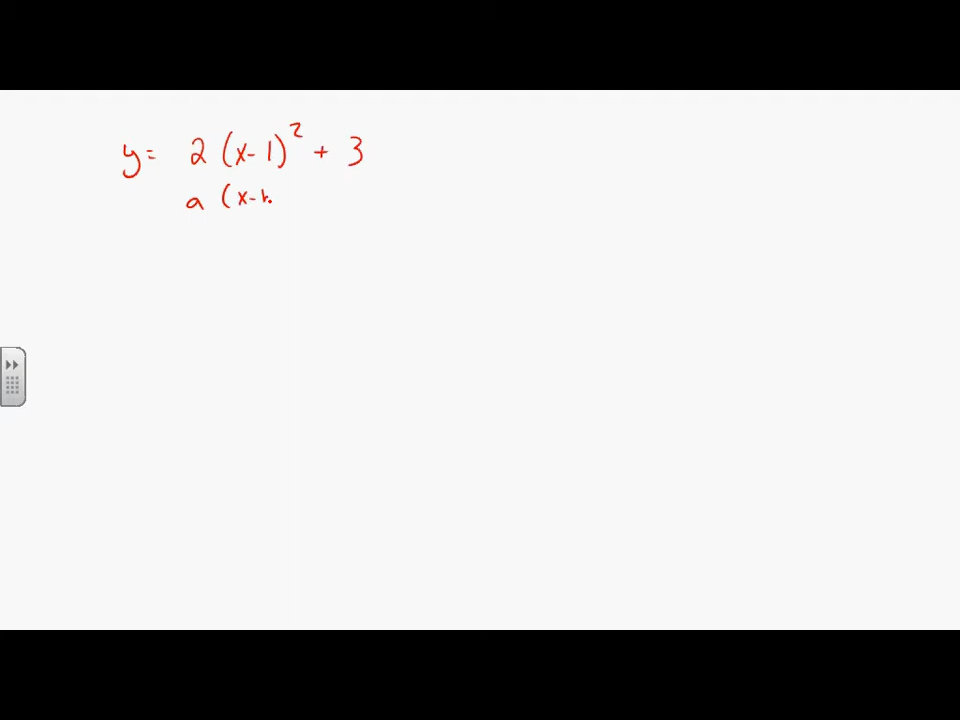 y= 2 (x-1)² + 3
a (x-h